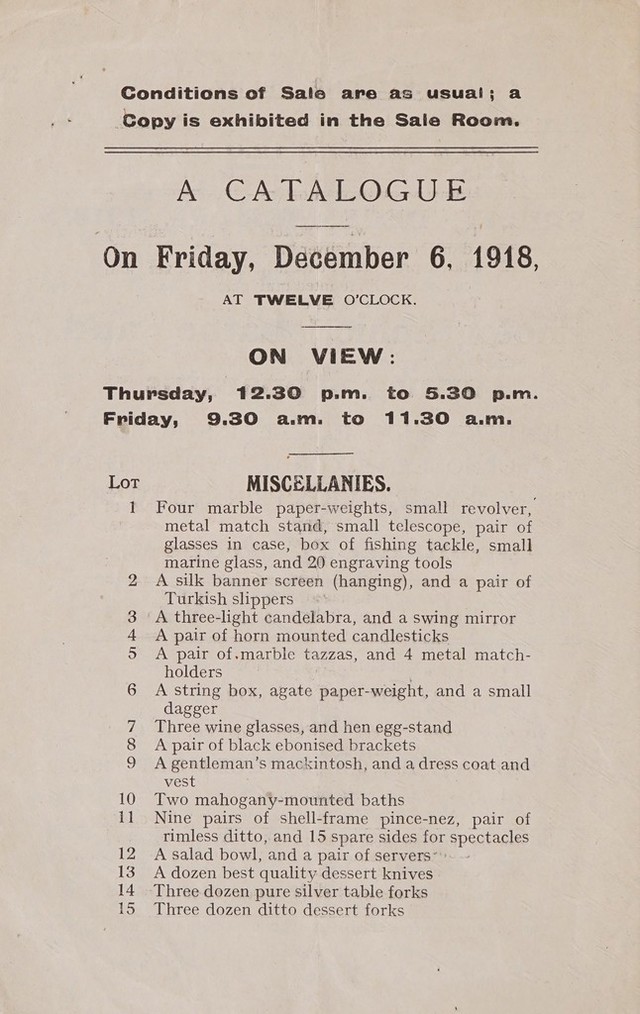 Conditions of Sale are as usual; a
Copy is exhibited in the Sale Room.
A CATALOGUE
On Friday, December 6, 1918,
AT TWELVE O'CLOCK.
ON VIEW:
Thursday, 12.30 p.m. to 5.30 p.m.
Friday, 9.30 a.m. to 11.30 a.m.
LOT MISCELLANIES.
1 Four marble paper-weights, small revolver,
metal match stand, small telescope, pair of
glasses in case, box of fishing tackle, small
marine glass, and 20 engraving tools
2 A silk banner screen (hanging), and a pair of
Turkish slippers
3 A three-light candelabra, and a swing mirror
4 A pair of horn mounted candlesticks
5 A pair of marble tazzas, and 4 metal match-
holders
6 A string box, agate paper-weight, and a small
dagger
7 Three wine glasses, and hen egg-stand
8 A pair of black ebonised brackets
9 A gentleman's mackintosh, and a dress coat and
vest
10 Two mahogany-mounted baths
11 Nine pairs of shell-frame pince-nez, pair of
rimless ditto, and 15 spare sides for spectacles
12 A salad bowl, and a pair of servers
13 A dozen best quality dessert knives
14 Three dozen pure silver table forks
15 Three dozen ditto dessert forks